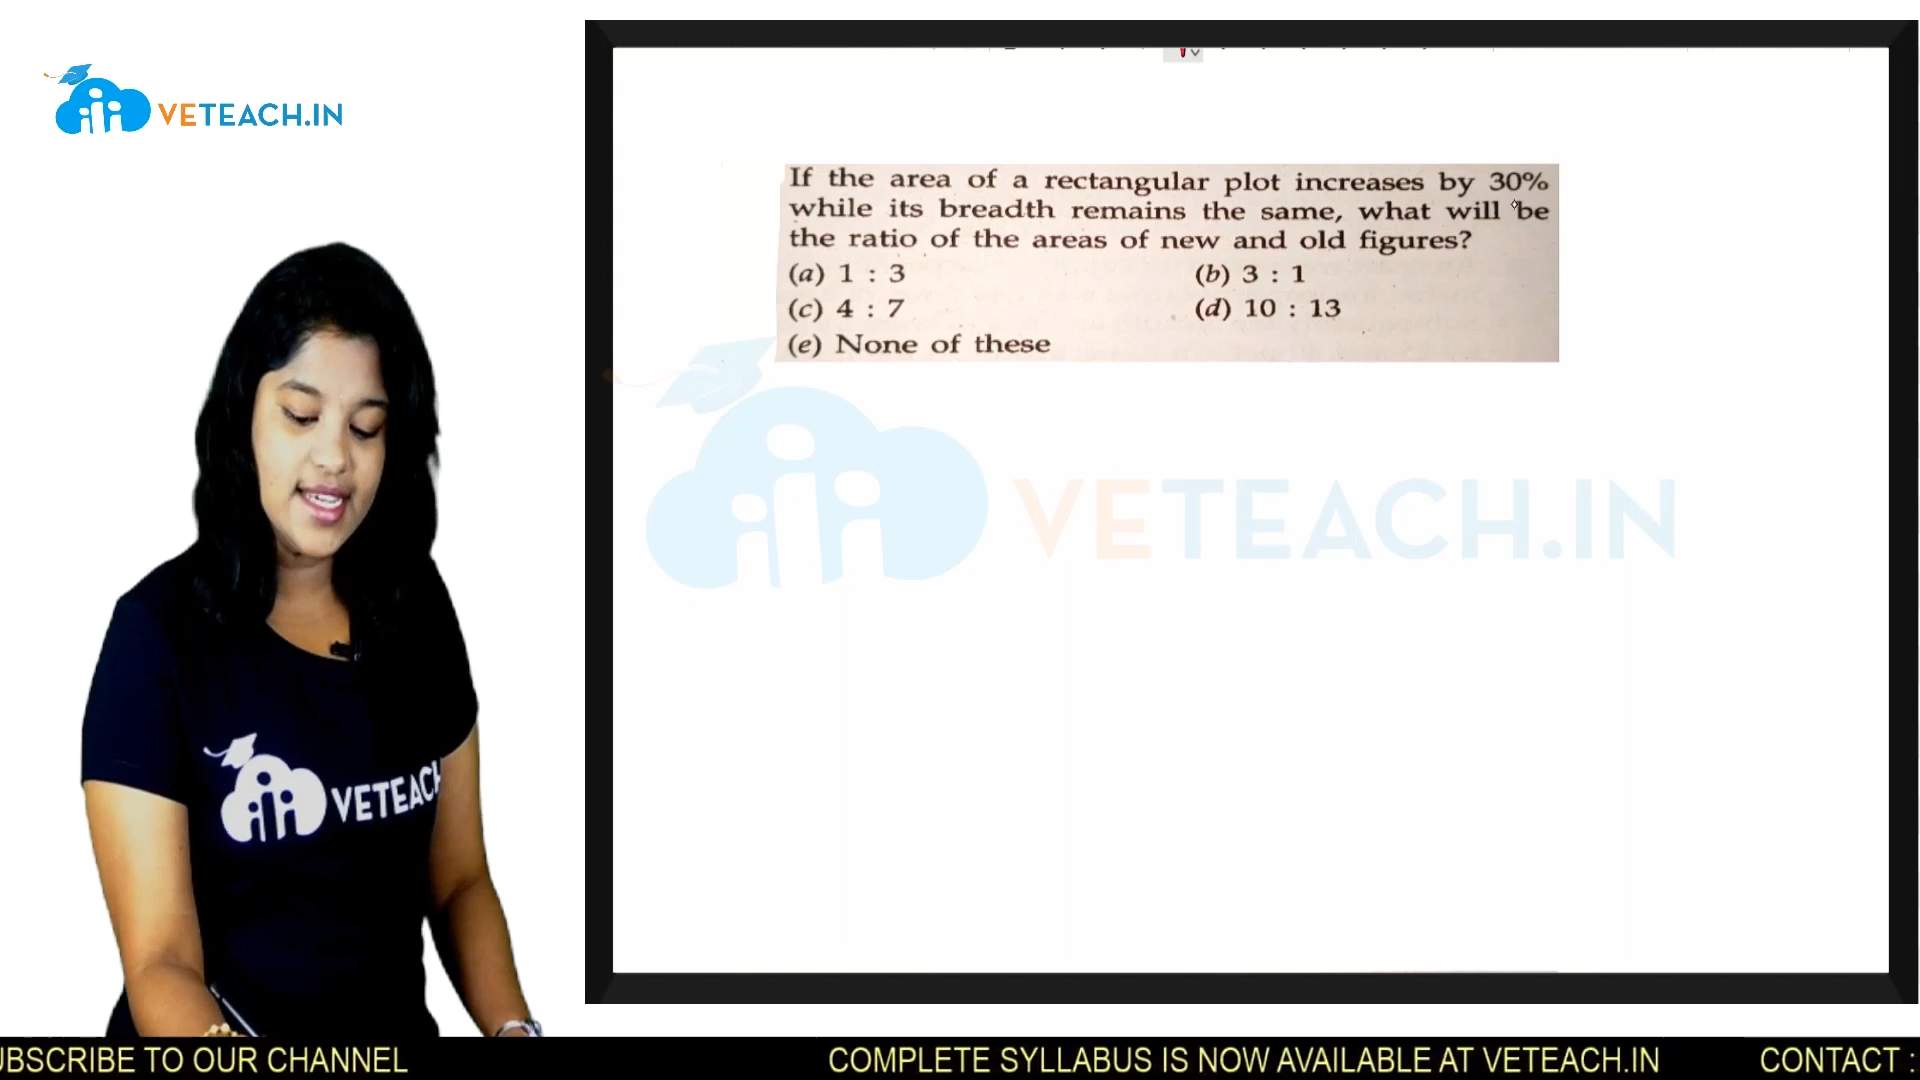 VETEACH.IN
If the area of a rectangular plot increases by 30%
while its breadth remains the same, what will be
the ratio of the areas of new and old figures?
(a) 1 : 3 (b) 3 : 1
(c) 4 : 7 (d) 10 : 13
(e) None of these
VETEACH.IN
VETEACH
UBSCRIBE TO OUR CHANNEL COMPLETE SYLLABUS IS NOW AVAILABLE AT VETEACH.IN CONTACT :